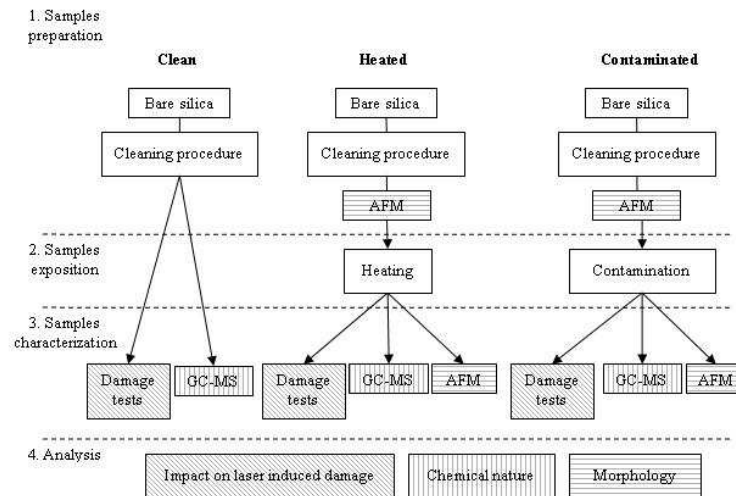 1. Samples
preparation
Clean
Heated
Contaminated
Bare silica
Bare silica
Bare silica
Cleaning procedure
Cleaning procedure
Cleaning procedure
AFM
AFM
2. Samples
exposition
Heating
Contamination
3. Samples
characterization
Damage
tests
GC-MS
Damage
tests
GC-MS
AFM
Damage
tests
GC-MS
AFM
4. Analysis
Impact on laser induced damage
Chemical nature
Morphology